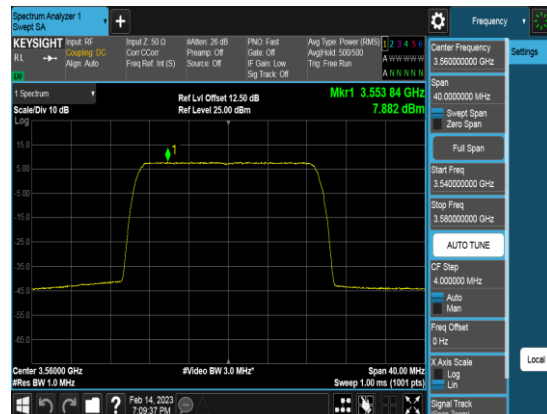 Spectrum Analyzer 1
Swept SA
+
Frequency
KEYSIGHT
RL
Input: RF
Coupling: DC
Align: Auto
Input Z: 50 Ω
Corr CCorr
Freq Ref: Int (S)
#Atten: 26 dB
Preamp: Off
Source: Off
PNO: Fast
Gate: Off
IF Gain: Low
Sig Track: Off
Avg Type: Power (RMS)
Avg|Hold: 500/500
Trig: Free Run
1 2 3 4 5 6
A W W W W W
A N N N N N
LW
1 Spectrum
Scale/Div 10 dB
Log
Ref Lvl Offset 12.50 dB
Ref Level 25.00 dBm
Mkr1 3.553 84 GHz
7.882 dBm
1
15.0
5.00
-5.00
-15.0
-25.0
-35.0
-45.0
-55.0
-65.0
Center 3.56000 GHz
#Res BW 1.0 MHz
#Video BW 3.0 MHz*
Span 40.00 MHz
Sweep 1.00 ms (1001 pts)
Center Frequency
3.560000000 GHz
Settings
Span
40.0000000 MHz
Swept Span
Zero Span
Full Span
Start Freq
3.540000000 GHz
Stop Freq
3.580000000 GHz
AUTO TUNE
CF Step
4.000000 MHz
Auto
Man
Freq Offset
0 Hz
X Axis Scale
Log
Lin
Local
Signal Track
(Span Zoom)
?
Feb 14, 2023
7:09:37 PM